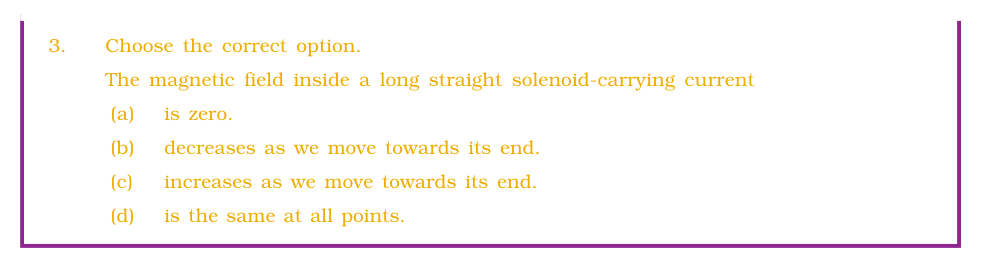 3. Choose the correct option.
The magnetic field inside a long straight solenoid-carrying current
(a) is zero.
(b) decreases as we move towards its end.
(c) increases as we move towards its end.
(d) is the same at all points.